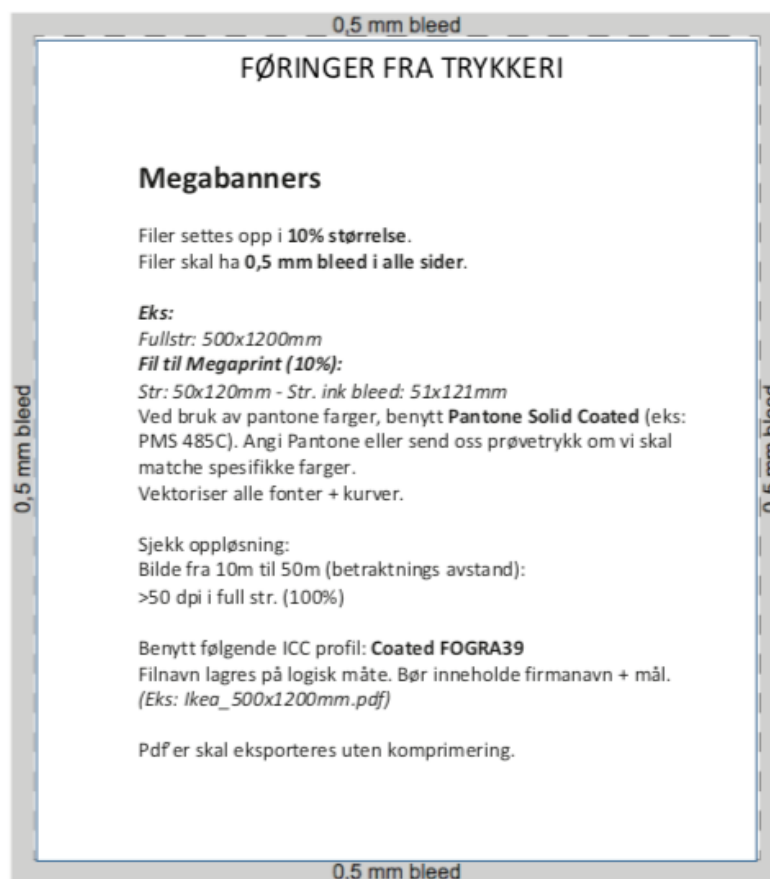 0,5 mm bleed
FØRINGER FRA TRYKKERI
Megabanners
Filer settes opp i 10% størrelse.
Filer skal ha 0,5 mm bleed i alle sider.
Eks:
Fullstr: 500x1200mm
Fil til Megaprint (10%):
Str: 50x120mm - Str. ink bleed: 51x121mm
Ved bruk av pantone farger, benytt Pantone Solid Coated (eks:
PMS 485C). Angi Pantone eller send oss prøvetrykk om vi skal
matche spesifikke farger.
Vektoriser alle fonter + kurver.
Sjekk oppløsning:
Bilde fra 10m til 50m (betraktnings avstand):
>50 dpi i full str. (100%)
Benytt følgende ICC profil: Coated FOGRA39
Filnavn lagres på logisk måte. Bør inneholde firmanavn + mål.
(Eks: Ikea_500x1200mm.pdf)
Pdf'er skal eksporteres uten komprimering.
0,5 mm bleed
0,5 mm bleed
0,5 mm bleed